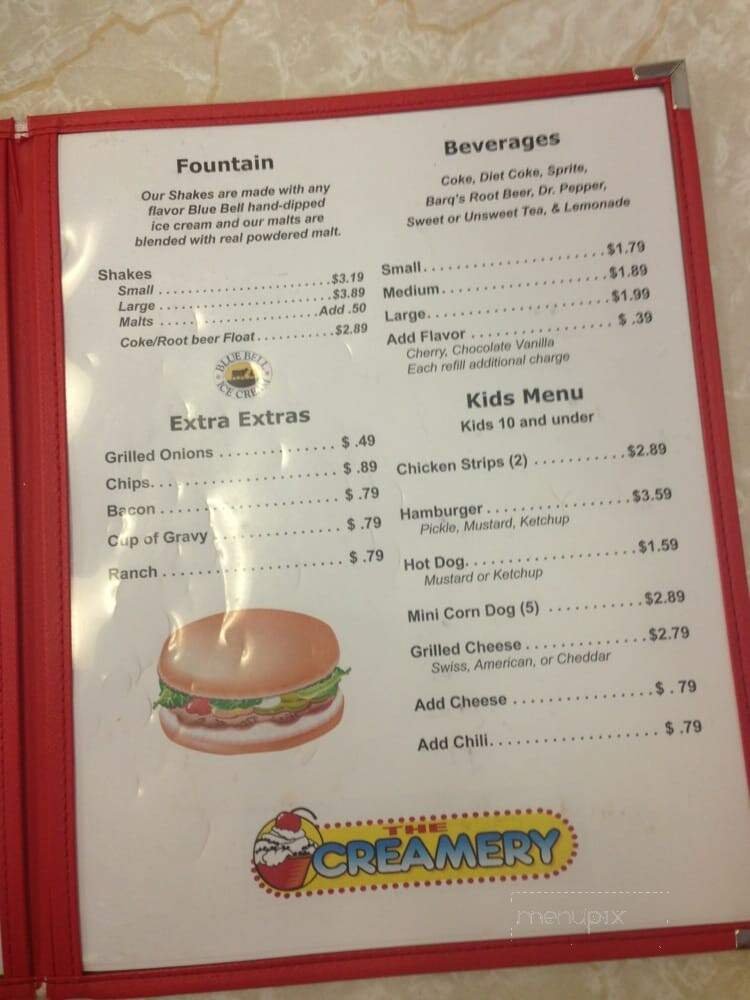 Fountain
Our Shakes are made with any
flavor Blue Bell hand-dipped
ice cream and our malts are
blended with real powdered malt.
Shakes
Small ........................$3.19
Large ........................$3.89
Malts ......................Add .50
Coke/Root beer Float...........$2.89
BLUE BELL
ICE CREAM
Extra Extras
Grilled Onions .............. $ .49
Chips........................ $ .89
Bacon ....................... $ .79
Cup of Gravy ................ $ .79
Ranch ....................... $ .79
Beverages
Coke, Diet Coke, Sprite,
Barq's Root Beer, Dr. Pepper,
Sweet or Unsweet Tea, & Lemonade
Small........................$1.79
Medium.......................$1.89
Large........................$1.99
Add Flavor .................. $ .39
Cherry, Chocolate Vanilla
Each refill additional charge
Kids Menu
Kids 10 and under
Chicken Strips (2) ...........$2.89
Hamburger....................$3.59
Pickle, Mustard, Ketchup
Hot Dog......................$1.59
Mustard or Ketchup
Mini Corn Dog (5) ...........$2.89
Grilled Cheese ..............$2.79
Swiss, American, or Cheddar
Add Cheese ..................$ . 79
Add Chili.................... $ .79
THE
CREAMERY
menupix